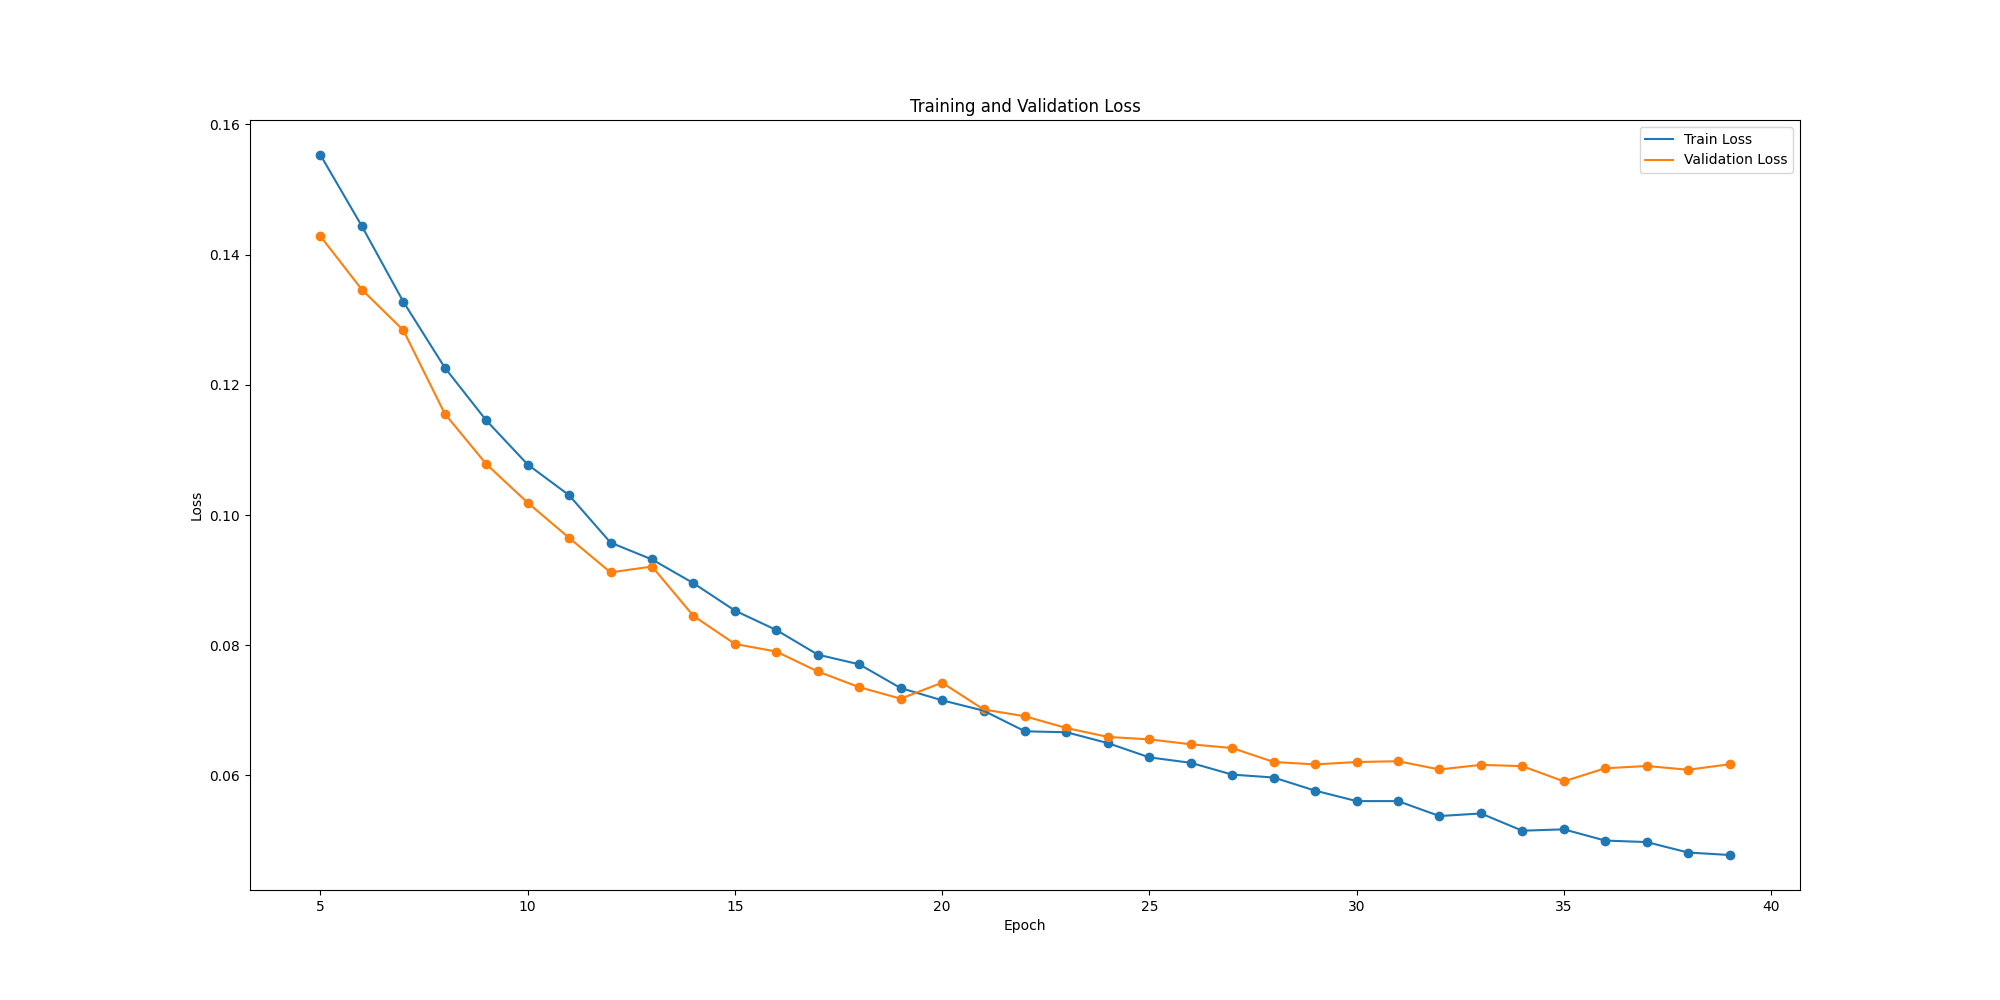 Training and Validation Loss
Train Loss
Validation Loss
0.16
0.14
0.12
0.10
0.08
0.06
Loss
5 10 15 20 25 30 35 40
Epoch